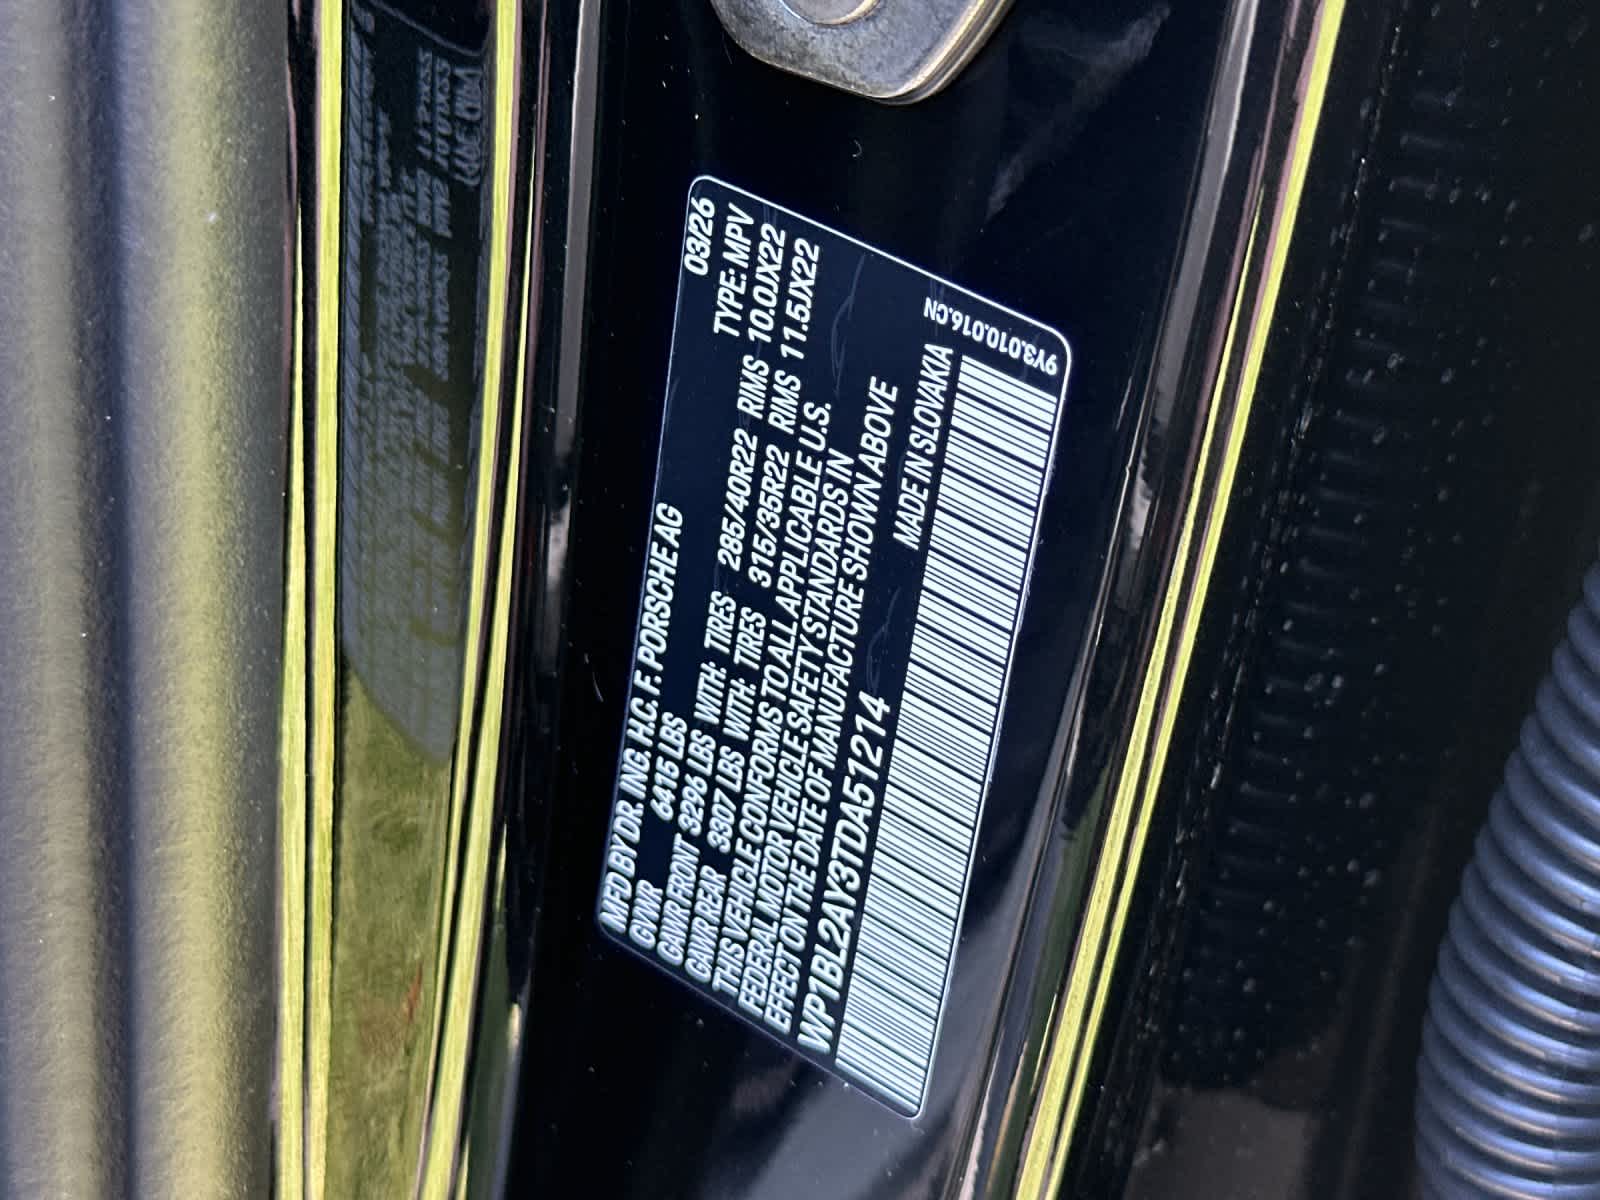 MFD BY DR. ING. H.C. F. PORSCHE AG 03/26
GVWR 6415 LBS TYPE: MPV
GAWR FRONT 3296 LBS WITH: TIRES 285/40R22 RIMS 10.0JX22
GAWR REAR 3307 LBS WITH: TIRES 315/35R22 RIMS 11.5JX22
THIS VEHICLE CONFORMS TO ALL APPLICABLE U.S.
FEDERAL MOTOR VEHICLE SAFETY STANDARDS IN
EFFECT ON THE DATE OF MANUFACTURE SHOWN ABOVE
WP1BL2AY3TDA51214 MADE IN SLOVAKIA
9Y3.010.016.CN